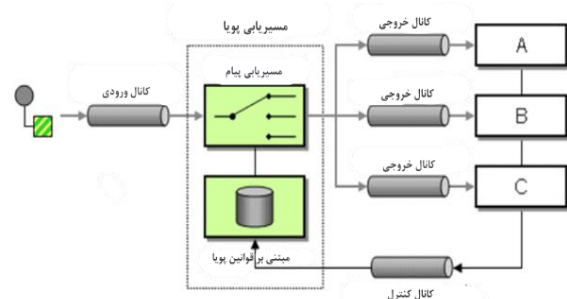 مسیریابی پویا
کانال خروجی
A
مسیریابی پیام
کانال ورودی
کانال خروجی
B
کانال خروجی
C
مبتنی بر قوانین پویا
کانال کنترل